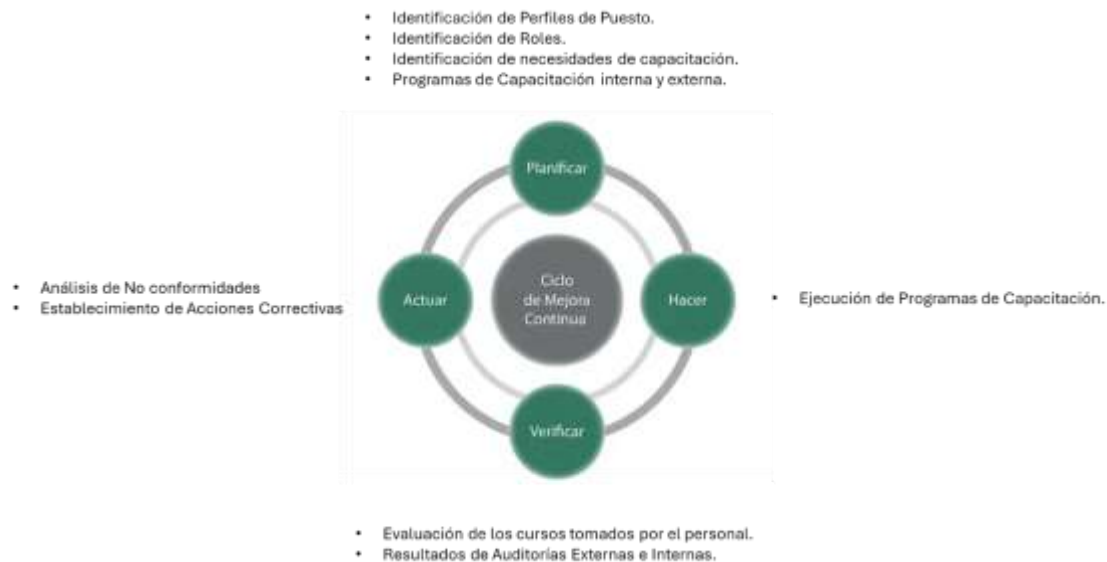 • Identificación de Perfiles de Puesto.
• Identificación de Roles.
• Identificación de necesidades de capacitación.
• Programas de Capacitación interna y externa.
Planificar
• Análisis de No conformidades
• Establecimiento de Acciones Correctivas
Actuar
Ciclo
de Mejora
Continua
Hacer
• Ejecución de Programas de Capacitación.
Verificar
• Evaluación de los cursos tomados por el personal.
• Resultados de Auditorías Externas e Internas.